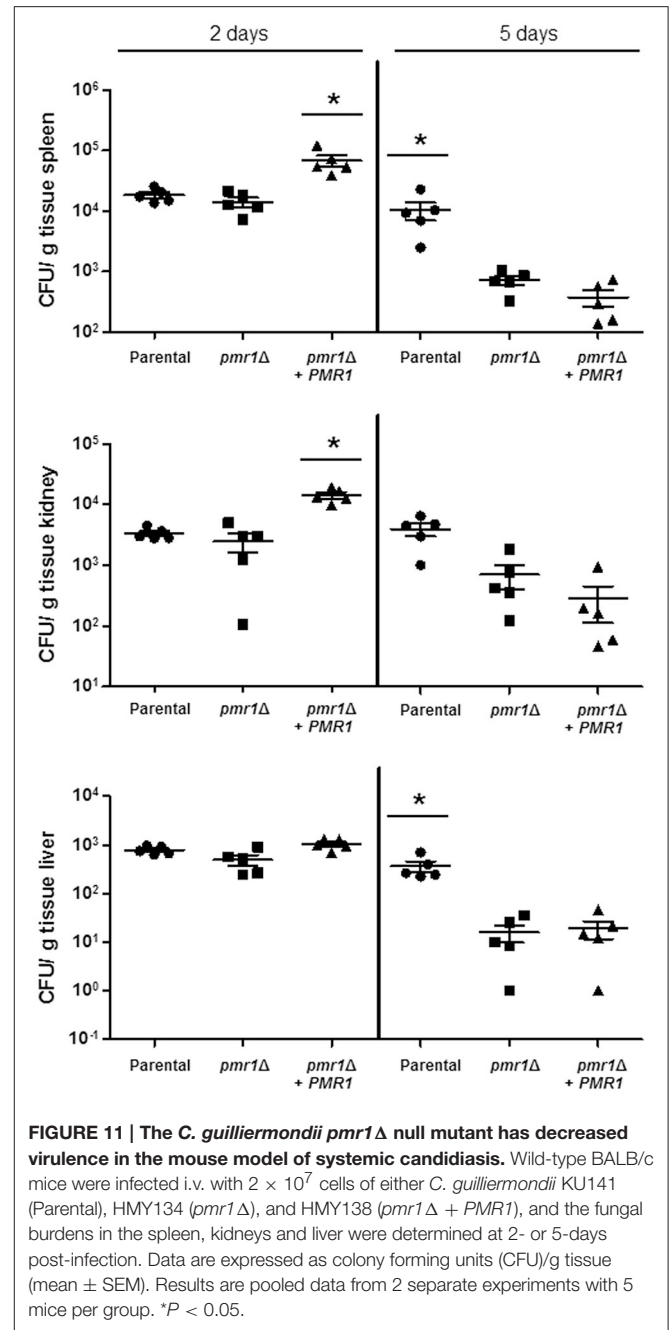 2 days
5 days
CFU/ g tissue spleen
10⁶
10⁵
10⁴
10³
10²
*
*
Parental
pmr1Δ
pmr1Δ
+ PMR1
Parental
pmr1Δ
pmr1Δ
+ PMR1
CFU/ g tissue kidney
10⁵
10⁴
10³
10²
10¹
*
Parental
pmr1Δ
pmr1Δ
+ PMR1
Parental
pmr1Δ
pmr1Δ
+ PMR1
CFU/ g tissue liver
10⁴
10³
10²
10¹
10⁰
10⁻¹
*
Parental
pmr1Δ
pmr1Δ
+ PMR1
Parental
pmr1Δ
pmr1Δ
+ PMR1
FIGURE 11 | The C. guilliermondii pmr1Δ null mutant has decreased
virulence in the mouse model of systemic candidiasis. Wild-type BALB/c
mice were infected i.v. with 2 × 10⁷ cells of either C. guilliermondii KU141
(Parental), HMY134 (pmr1Δ), and HMY138 (pmr1Δ + PMR1), and the fungal
burdens in the spleen, kidneys and liver were determined at 2- or 5-days
post-infection. Data are expressed as colony forming units (CFU)/g tissue
(mean ± SEM). Results are pooled data from 2 separate experiments with 5
mice per group. *P < 0.05.